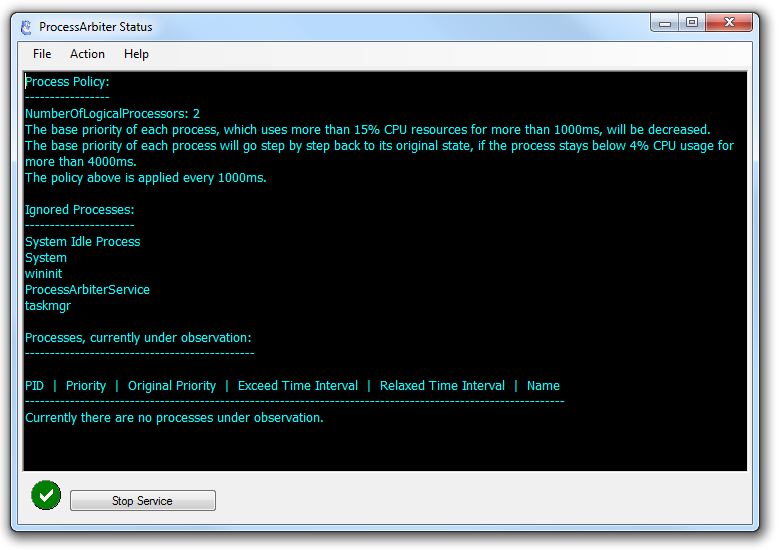 ProcessArbiter Status
File Action Help
Process Policy:
-----------------
NumberOfLogicalProcessors: 2
The base priority of each process, which uses more than 15% CPU resources for more than 1000ms, will be decreased.
The base priority of each process will go step by step back to its original state, if the process stays below 4% CPU usage for
more than 4000ms.
The policy above is applied every 1000ms.
Ignored Processes:
----------------------
System Idle Process
System
wininit
ProcessArbiterService
taskmgr
Processes, currently under observation:
----------------------------------------------
PID | Priority | Original Priority | Exceed Time Interval | Relaxed Time Interval | Name
------------------------------------------------------------------------------------------------------------
Currently there are no processes under observation.
Stop Service